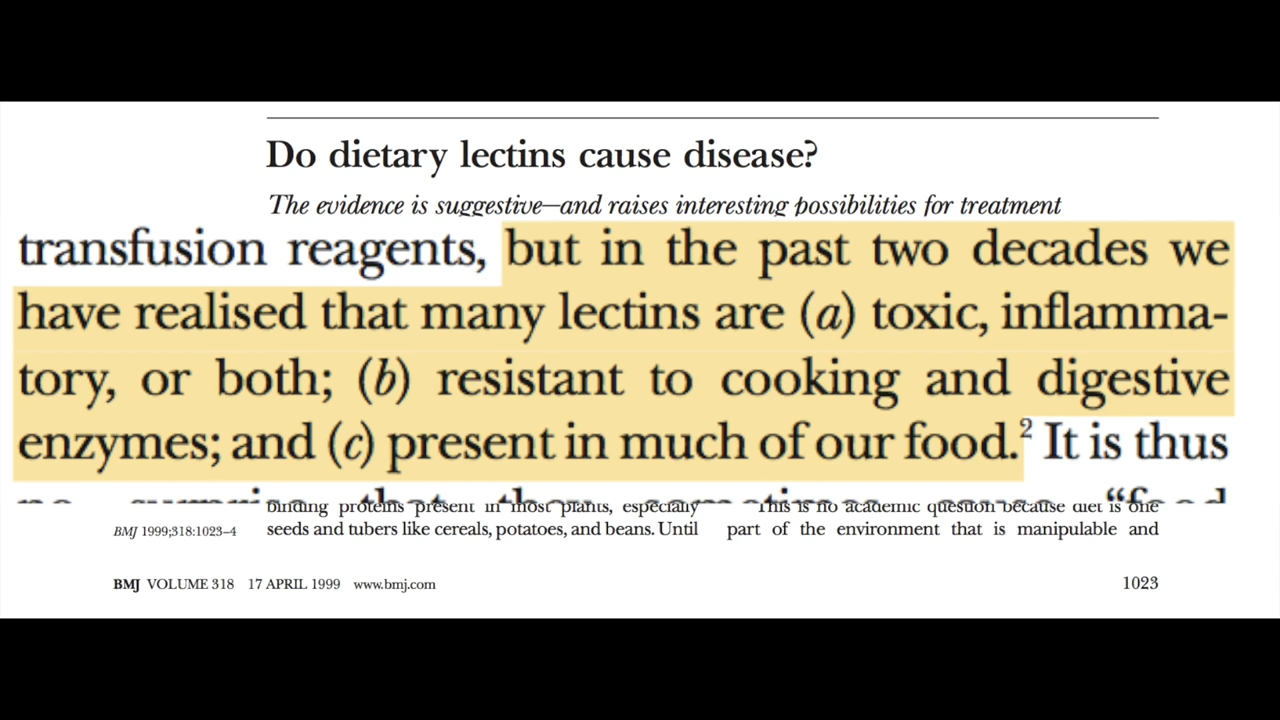 Do dietary lectins cause disease?
The evidence is suggestive—and raises interesting possibilities for treatment
transfusion reagents, but in the past two decades we
have realised that many lectins are (a) toxic, inflamma-
tory, or both; (b) resistant to cooking and digestive
enzymes; and (c) present in much of our food.2 It is thus
binding proteins present in most plants, especially
seeds and tubers like cereals, potatoes, and beans. Until
This is no academic question because diet is one
part of the environment that is manipulable and
BMJ 1999;318:1023–4
BMJ VOLUME 318 17 APRIL 1999 www.bmj.com
1023